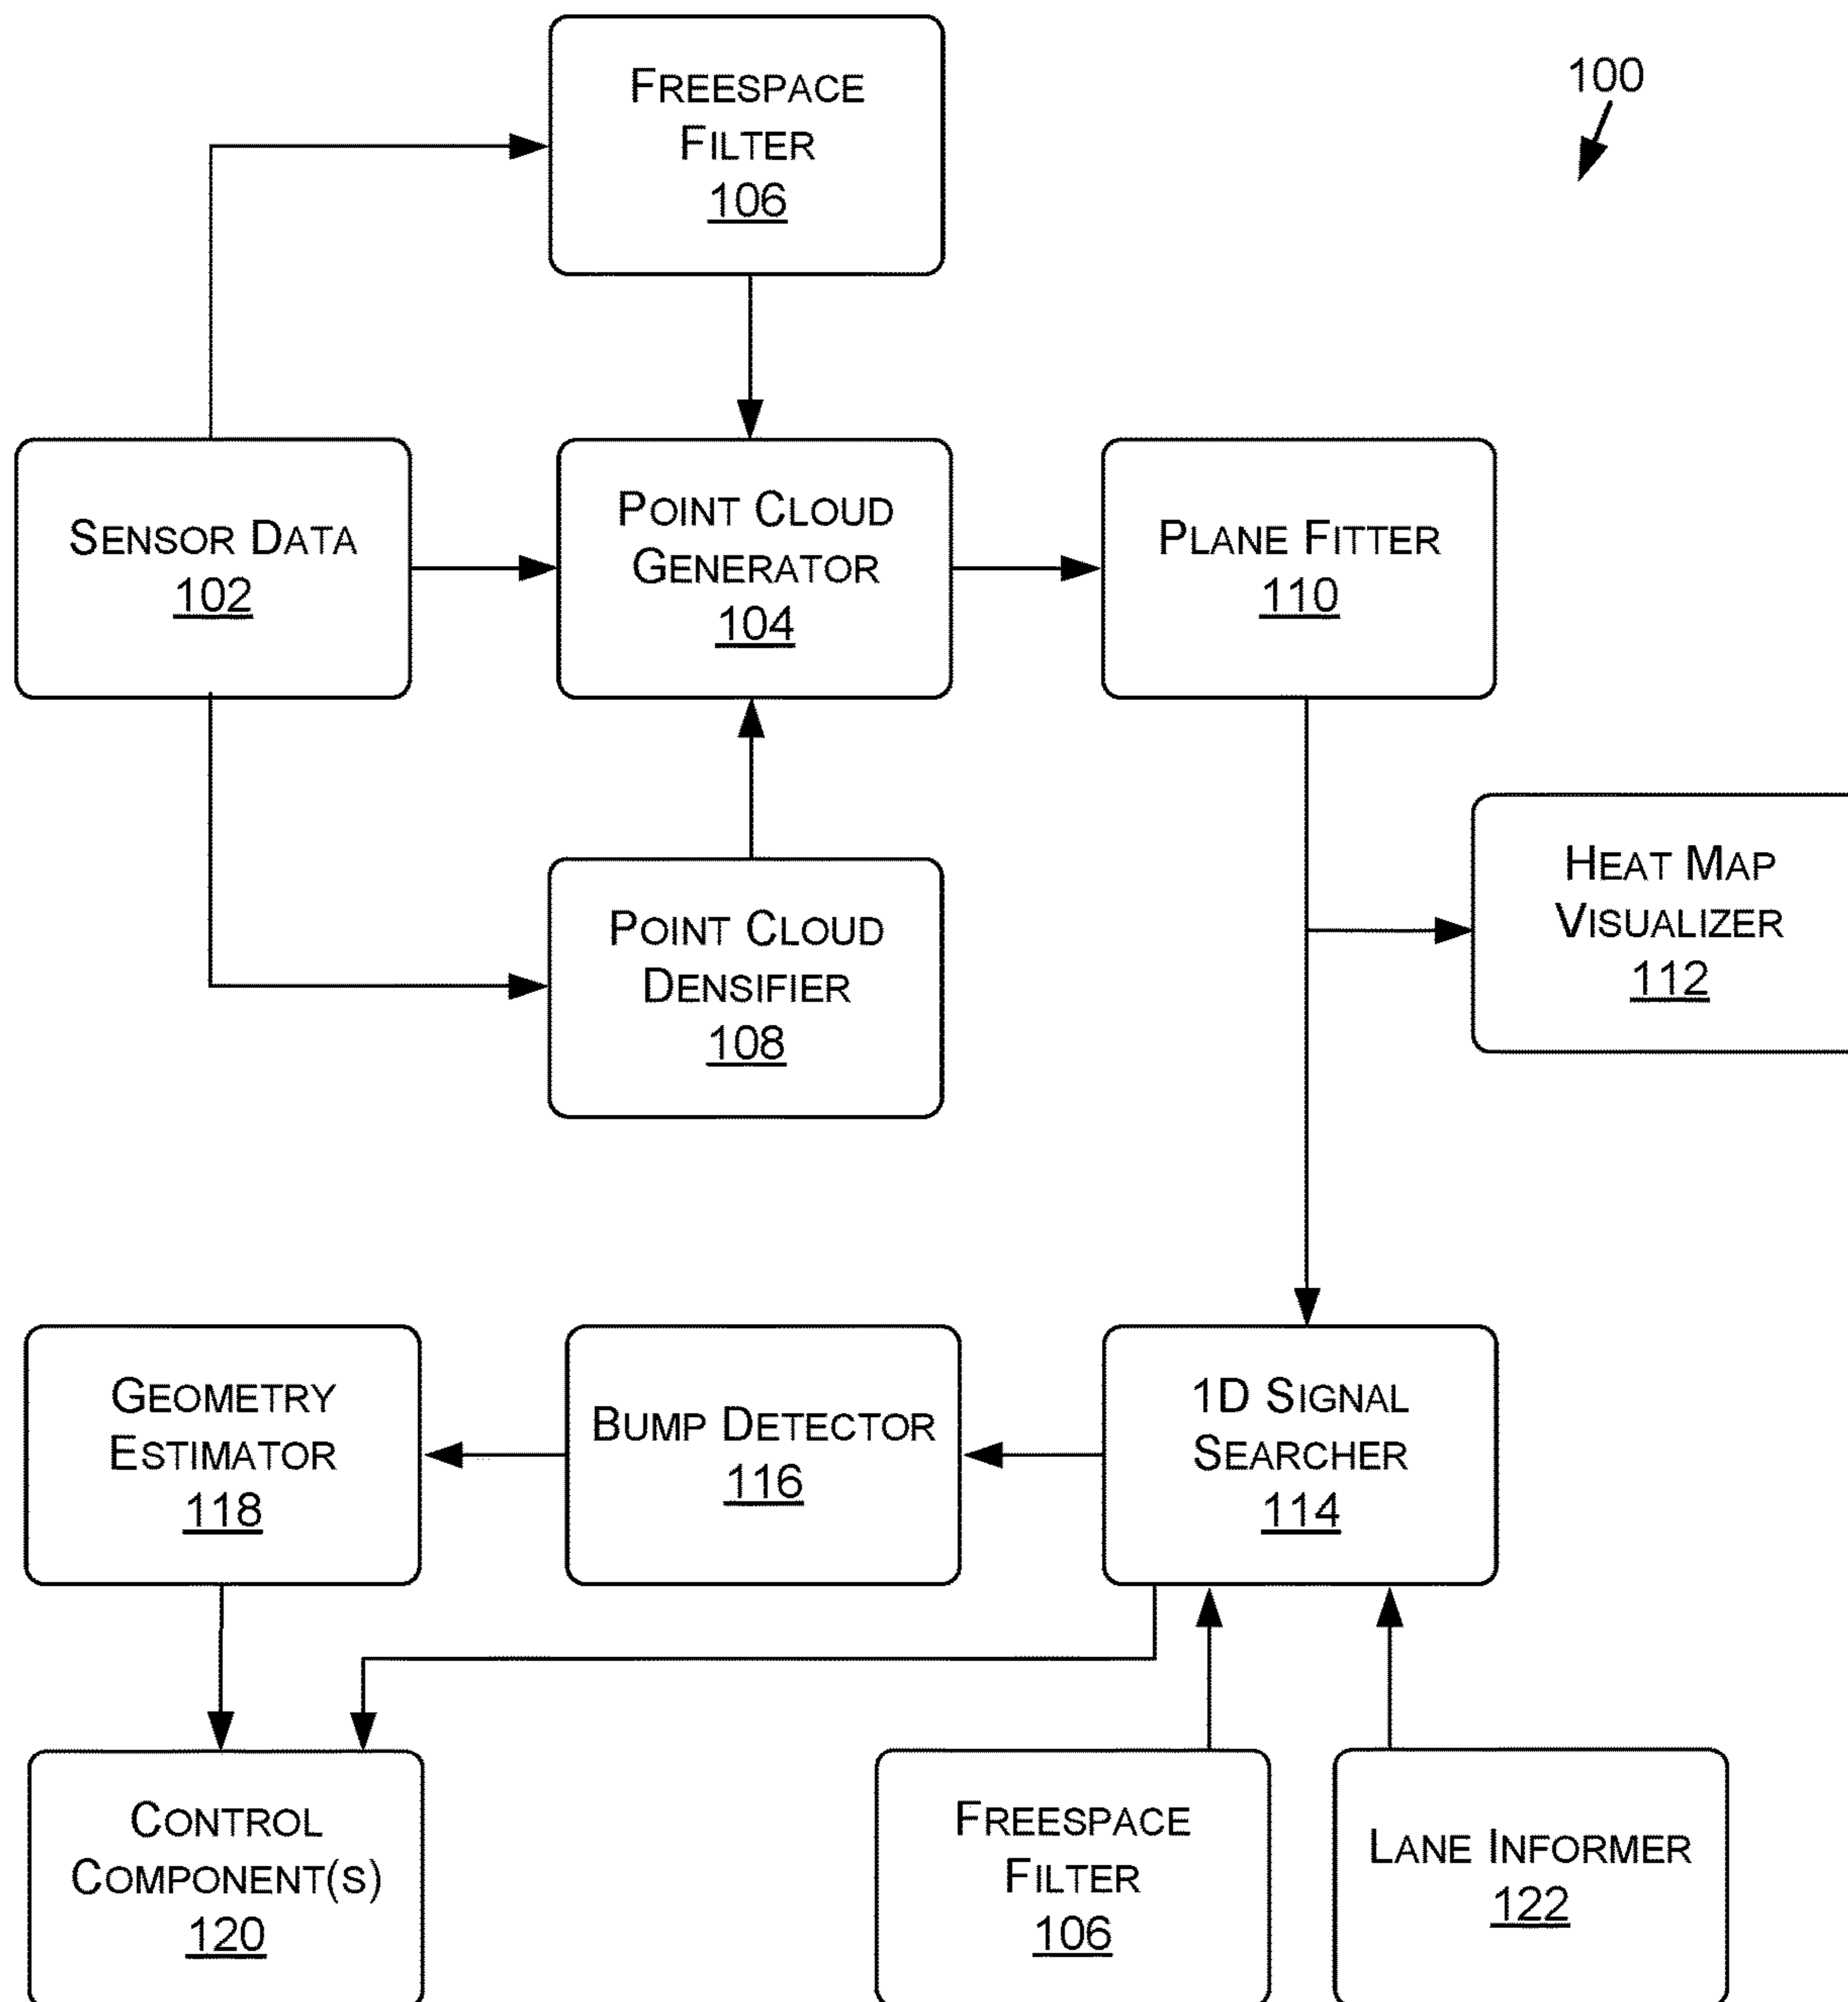 FREESPACE
FILTER
106
100
SENSOR DATA
102
POINT CLOUD
GENERATOR
104
PLANE FITTER
110
HEAT MAP
VISUALIZER
112
POINT CLOUD
DENSIFIER
108
GEOMETRY
ESTIMATOR
118
BUMP DETECTOR
116
1D SIGNAL
SEARCHER
114
CONTROL
COMPONENT(S)
120
FREESPACE
FILTER
106
LANE INFORMER
122